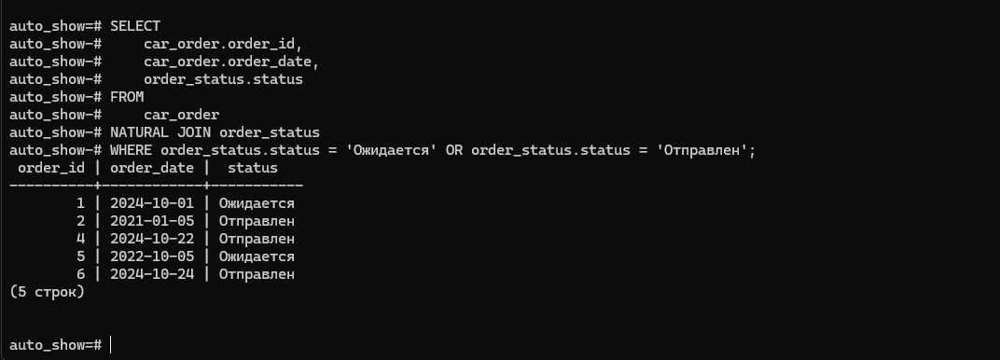 auto_show=# SELECT
auto_show-#     car_order.order_id,
auto_show-#     car_order.order_date,
auto_show-#     order_status.status
auto_show-# FROM
auto_show-#     car_order
auto_show-# NATURAL JOIN order_status
auto_show-# WHERE order_status.status = 'Ожидается' OR order_status.status = 'Отправлен';
 order_id | order_date |  status
----------+------------+-----------
        1 | 2024-10-01 | Ожидается
        2 | 2021-01-05 | Отправлен
        4 | 2024-10-22 | Отправлен
        5 | 2022-10-05 | Ожидается
        6 | 2024-10-24 | Отправлен
(5 строк)
auto_show=#